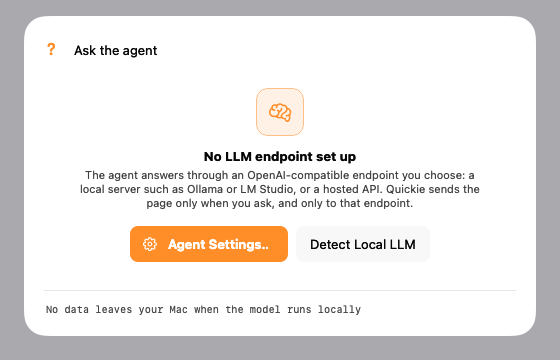 ? Ask the agent
No LLM endpoint set up
The agent answers through an OpenAI-compatible endpoint you choose: a
local server such as Ollama or LM Studio, or a hosted API. Quickie sends the
page only when you ask, and only to that endpoint.
Agent Settings..
Detect Local LLM
No data leaves your Mac when the model runs locally